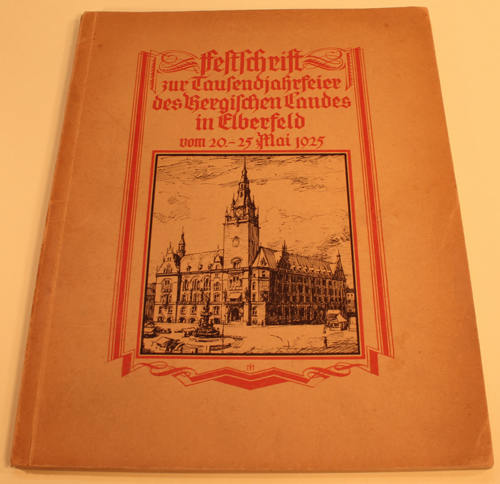 Festschrift
zur Tausendjahrfeier
des Bergischen Landes
in Elberfeld
vom 20.-25 Mai 1925